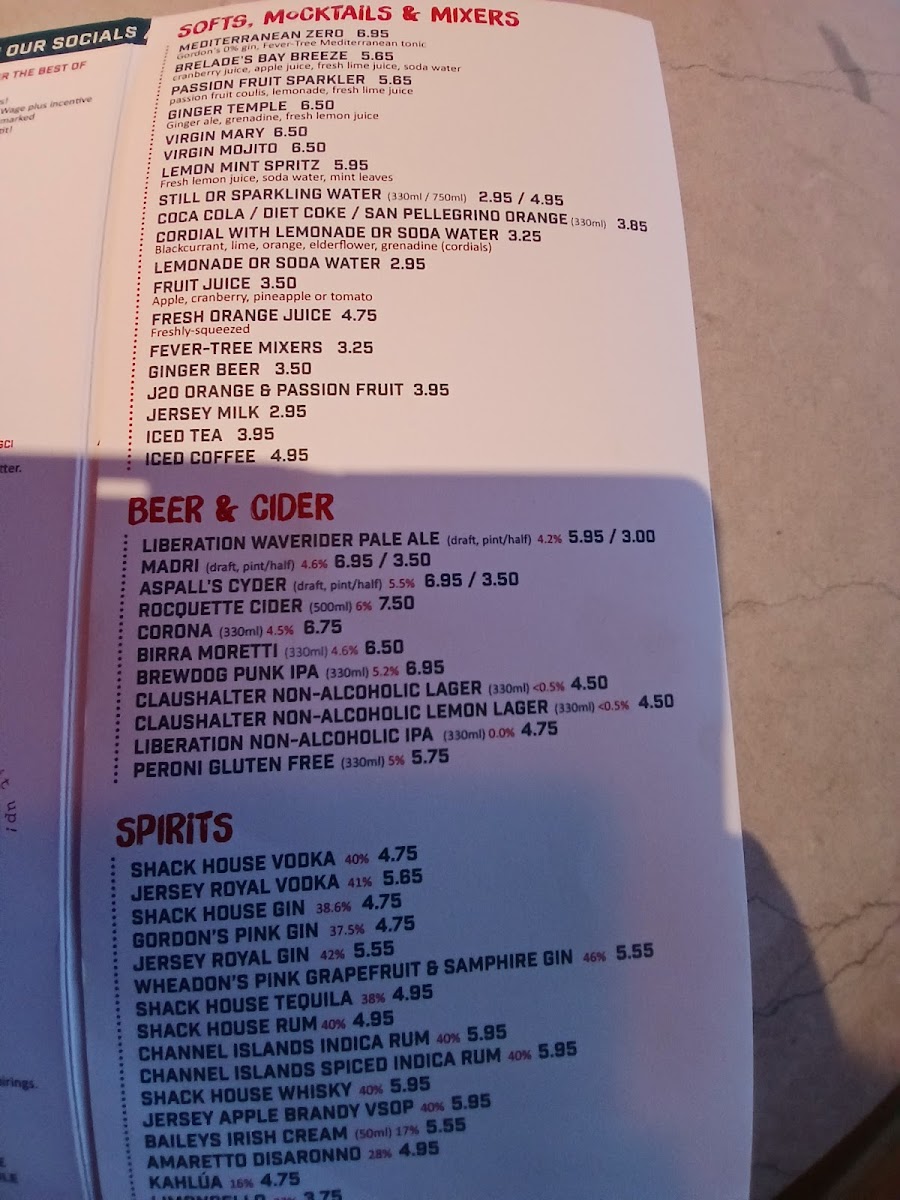 OUR SOCIALS
R THE BEST OF
s!
Wage plus incentive
marked
tit!
SCI
tter.
irings.
E
BLE
SOFTS, MOCKTAILS & MIXERS
MEDITERRANEAN ZERO 6.95
Gordon's 0% gin, Fever-Tree Mediterranean tonic
BRELADE'S BAY BREEZE 5.65
cranberry juice, apple juice, fresh lime juice, soda water
PASSION FRUIT SPARKLER 5.65
passion fruit coulis, lemonade, fresh lime juice
GINGER TEMPLE 6.50
Ginger ale, grenadine, fresh lemon juice
VIRGIN MARY 6.50
VIRGIN MOJITO 6.50
LEMON MINT SPRITZ 5.95
Fresh lemon juice, soda water, mint leaves
STILL OR SPARKLING WATER (330ml / 750ml) 2.95 / 4.95
COCA COLA / DIET COKE / SAN PELLEGRINO ORANGE (330ml) 3.85
CORDIAL WITH LEMONADE OR SODA WATER 3.25
Blackcurrant, lime, orange, elderflower, grenadine (cordials)
LEMONADE OR SODA WATER 2.95
FRUIT JUICE 3.50
Apple, cranberry, pineapple or tomato
FRESH ORANGE JUICE 4.75
Freshly-squeezed
FEVER-TREE MIXERS 3.25
GINGER BEER 3.50
J20 ORANGE & PASSION FRUIT 3.95
JERSEY MILK 2.95
ICED TEA 3.95
ICED COFFEE 4.95
BEER & CIDER
LIBERATION WAVERIDER PALE ALE (draft, pint/half) 4.2% 5.95 / 3.00
MADRI (draft, pint/half) 4.6% 6.95 / 3.50
ASPALL'S CYDER (draft, pint/half) 5.5% 6.95 / 3.50
ROCQUETTE CIDER (500ml) 6% 7.50
CORONA (330ml) 4.5% 6.75
BIRRA MORETTI (330ml) 4.6% 6.50
BREWDOG PUNK IPA (330ml) 5.2% 6.95
CLAUSHALTER NON-ALCOHOLIC LAGER (330ml) <0.5% 4.50
CLAUSHALTER NON-ALCOHOLIC LEMON LAGER (330ml) <0.5% 4.50
LIBERATION NON-ALCOHOLIC IPA (330ml) 0.0% 4.75
PERONI GLUTEN FREE (330ml) 5% 5.75
SPIRITS
SHACK HOUSE VODKA 40% 4.75
JERSEY ROYAL VODKA 41% 5.65
SHACK HOUSE GIN 38.6% 4.75
GORDON'S PINK GIN 37.5% 4.75
JERSEY ROYAL GIN 42% 5.55
WHEADON'S PINK GRAPEFRUIT & SAMPHIRE GIN 46% 5.55
SHACK HOUSE TEQUILA 38% 4.95
SHACK HOUSE RUM 40% 4.95
CHANNEL ISLANDS INDICA RUM 40% 5.95
CHANNEL ISLANDS SPICED INDICA RUM 40% 5.95
SHACK HOUSE WHISKY 40% 5.95
JERSEY APPLE BRANDY VSOP 40% 5.95
BAILEYS IRISH CREAM (50ml) 17% 5.55
AMARETTO DISARONNO 28% 4.95
KAHLÚA 16% 4.75
LIMONCELLO 3.75